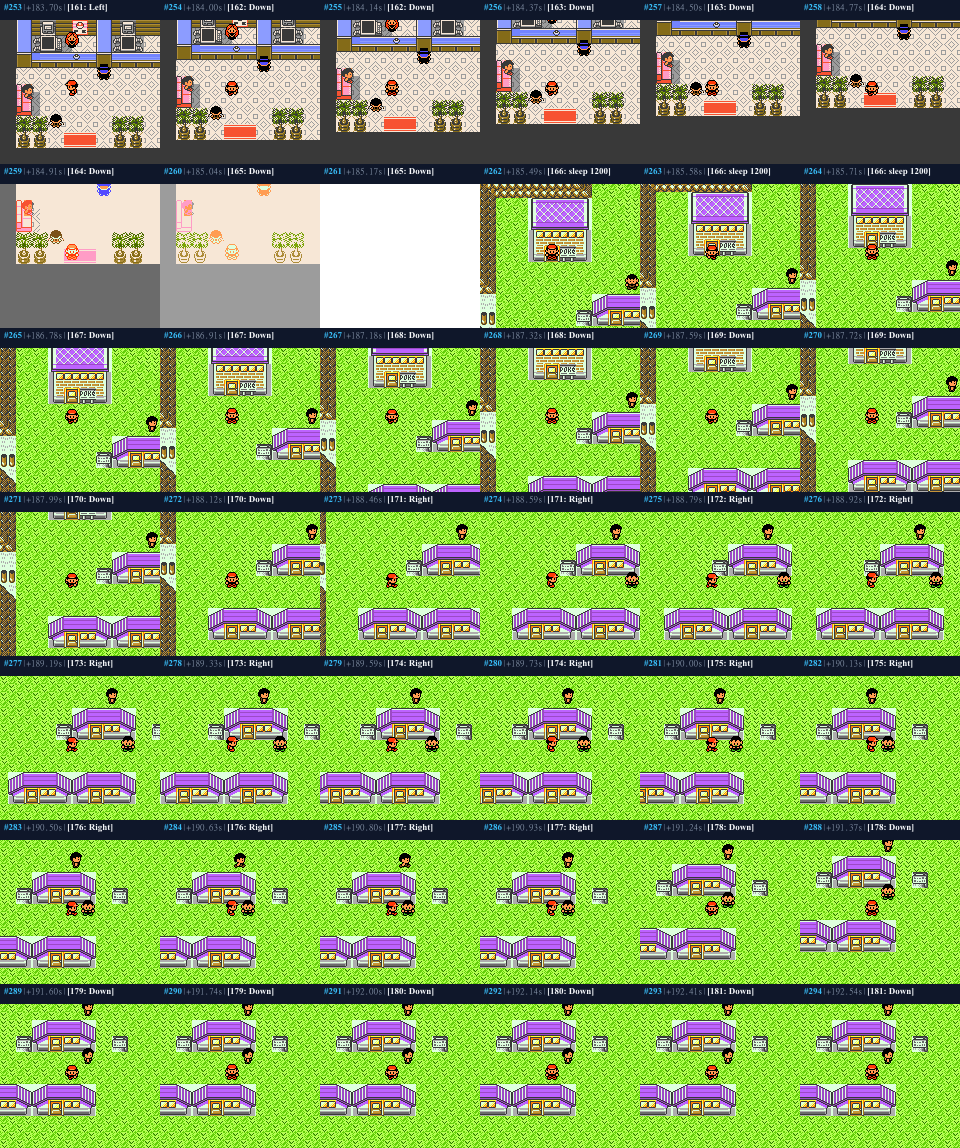 #253 | +183.70s | [161: Left]
#254 | +184.00s | [162: Down]
#255 | +184.14s | [162: Down]
#256 | +184.37s | [163: Down]
#257 | +184.50s | [163: Down]
#258 | +184.77s | [164: Down]
#259 | +184.91s | [164: Down]
#260 | +185.04s | [165: Down]
#261 | +185.17s | [165: Down]
#262 | +185.45s | [166: sleep 1200]
#263 | +185.58s | [166: sleep 1200]
#264 | +185.71s | [166: sleep 1200]
POKé
POKé
POKé
#265 | +186.78s | [167: Down]
#266 | +186.91s | [167: Down]
#267 | +187.18s | [168: Down]
#268 | +187.32s | [168: Down]
#269 | +187.59s | [169: Down]
#270 | +187.72s | [169: Down]
POKé
POKé
POKé
POKé
POKé
POKé
#271 | +187.99s | [170: Down]
#272 | +188.12s | [170: Down]
#273 | +188.46s | [171: Right]
#274 | +188.59s | [171: Right]
#275 | +188.79s | [172: Right]
#276 | +188.92s | [172: Right]
#277 | +189.19s | [173: Right]
#278 | +189.33s | [173: Right]
#279 | +189.59s | [174: Right]
#280 | +189.73s | [174: Right]
#281 | +190.00s | [175: Right]
#282 | +190.13s | [175: Right]
#283 | +190.50s | [176: Right]
#284 | +190.63s | [176: Right]
#285 | +190.80s | [177: Right]
#286 | +190.93s | [177: Right]
#287 | +191.24s | [178: Down]
#288 | +191.37s | [178: Down]
#289 | +191.60s | [179: Down]
#290 | +191.74s | [179: Down]
#291 | +192.00s | [180: Down]
#292 | +192.14s | [180: Down]
#293 | +192.41s | [181: Down]
#294 | +192.54s | [181: Down]